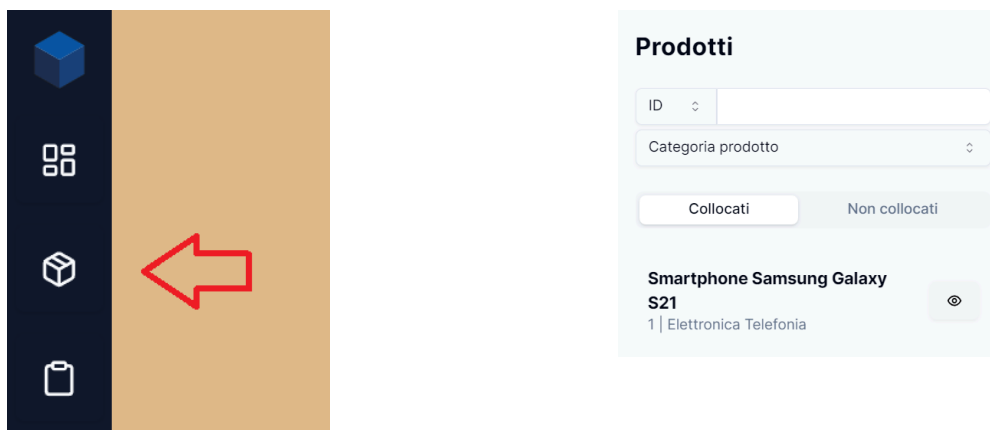 Prodotti
ID
Categoria prodotto
Collocati Non collocati
Smartphone Samsung Galaxy
S21
1 | Elettronica Telefonia